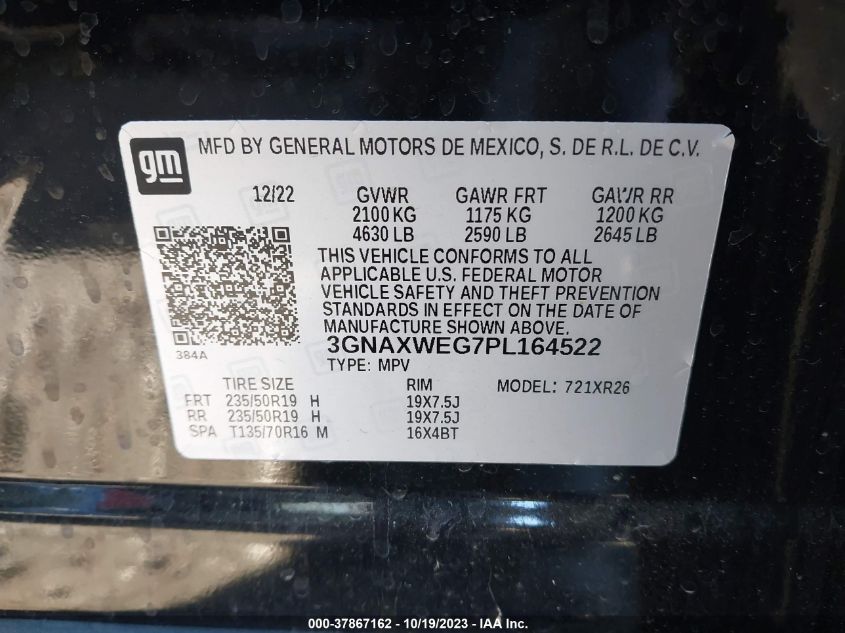 gm
MFD BY GENERAL MOTORS DE MEXICO, S. DE R.L. DE C.V.
12/22 GVWR GAWR FRT GAWR RR
2100 KG 1175 KG 1200 KG
4630 LB 2590 LB 2645 LB
THIS VEHICLE CONFORMS TO ALL
APPLICABLE U.S. FEDERAL MOTOR
VEHICLE SAFETY AND THEFT PREVENTION
STANDARDS IN EFFECT ON THE DATE OF
MANUFACTURE SHOWN ABOVE.
384A
3GNAXWEG7PL164522
TYPE: MPV
TIRE SIZE RIM MODEL: 721XR26
FRT 235/50R19 H 19X7.5J
RR 235/50R19 H 19X7.5J
SPA T135/70R16 M 16X4BT
000-37867162 - 10/19/2023 - IAA Inc.